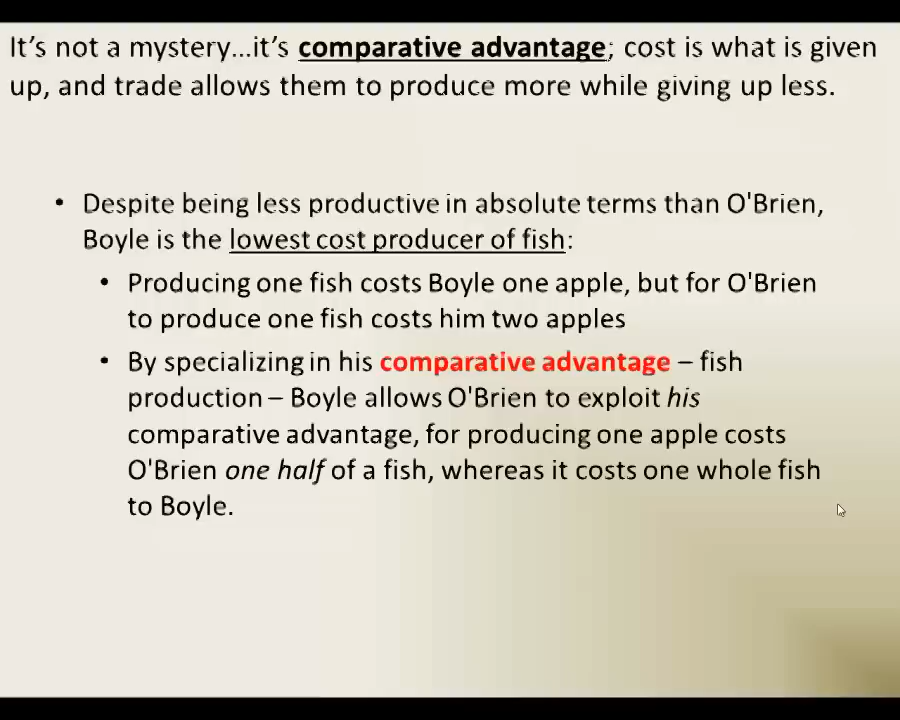 It's not a mystery...it's comparative advantage; cost is what is given
up, and trade allows them to produce more while giving up less.
• Despite being less productive in absolute terms than O'Brien,
Boyle is the lowest cost producer of fish:
• Producing one fish costs Boyle one apple, but for O'Brien
to produce one fish costs him two apples
• By specializing in his comparative advantage – fish
production – Boyle allows O'Brien to exploit his
comparative advantage, for producing one apple costs
O'Brien one half of a fish, whereas it costs one whole fish
to Boyle.